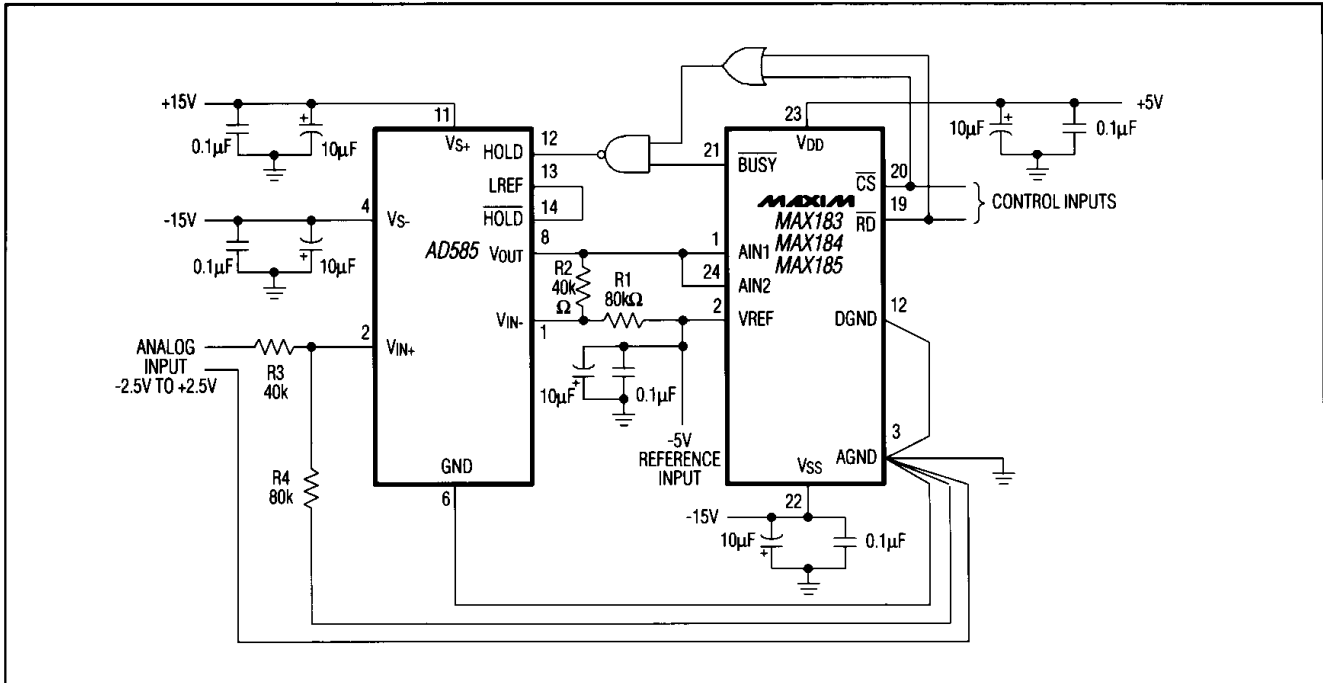 +15V
0.1µF
+
10µF
11
VS+
HOLD
12
LREF
13
HOLD
14
-15V
4
VS-
0.1µF
+
10µF
AD585
VOUT
8
R2
40k
Ω
R1
80kΩ
VIN-
1
ANALOG
INPUT
-2.5V TO +2.5V
R3
40k
2
VIN+
R4
80k
GND
6
10µF
+
0.1µF
-5V
REFERENCE
INPUT
23
VDD
21
BUSY
MAXIM
MAX183
MAX184
MAX185
1
AIN1
24
AIN2
2
VREF
10µF
+
0.1µF
+5V
CS
20
RD
19
CONTROL INPUTS
DGND
12
AGND
3
VSS
22
-15V
10µF
+
0.1µF